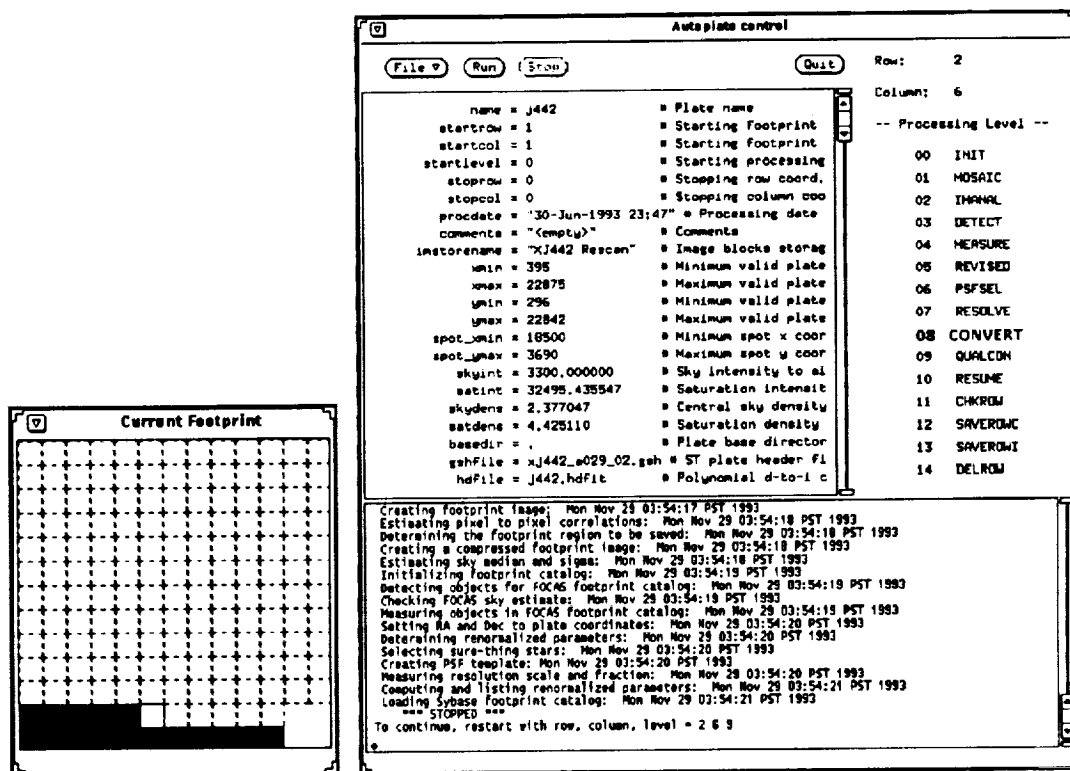 Autoplate control
File Run Stop Quit
name = j442 # Plate name
startrow = 1 # Starting Footprint
startcol = 1 # Starting Footprint
startlevel = 0 # Starting processing
stoprow = 0 # Stopping row coord.
stopcol = 0 # Stopping column coo
procdate = "30-Jun-1993 23:47" # Processing date
comments = "<empty>" # Comments
imstorename = "XJ442 Rescan" # Image blocks storag
xmin = 395 # Minimum valid plate
xmax = 22875 # Maximum valid plate
ymin = 296 # Minimum valid plate
ymax = 22842 # Maximum valid plate
spot_xmin = 18500 # Minimum spot x coor
spot_ymax = 3690 # Maximum spot y coor
skyint = 3300.000000 # Sky intensity to ai
satint = 32495.435547 # Saturation intensit
skydens = 2.377047 # Central sky density
satdens = 4.425110 # Saturation density
basedir = . # Plate base director
gshfile = xj442_a029_02.gsh # ST plate header fi
hdfile = j442.hdfit # Polynomial d-to-i c
Row: 2
Column: 6
-- Processing Level --
00 INIT
01 MOSAIC
02 IMANAL
03 DETECT
04 MEASURE
05 REVISED
06 PSFSEL
07 RESOLVE
08 CONVERT
09 QUALCON
10 RESUME
11 CHKROW
12 SAVEROWC
13 SAVEROWI
14 DELROW
Current Footprint
Creating footprint image: Mon Nov 29 03:54:17 PST 1993
Estimating pixel to pixel correlations: Mon Nov 29 03:54:18 PST 1993
Determining the footprint region to be saved: Mon Nov 29 03:54:18 PST 1993
Creating a compressed footprint image: Mon Nov 29 03:54:18 PST 1993
Estimating sky median and sigma: Mon Nov 29 03:54:18 PST 1993
Initializing footprint catalog: Mon Nov 29 03:54:19 PST 1993
Detecting objects for FOCAS footprint catalog: Mon Nov 29 03:54:19 PST 1993
Checking FOCAS sky estimate: Mon Nov 29 03:54:19 PST 1993
Measuring objects in FOCAS footprint catalog: Mon Nov 29 03:54:19 PST 1993
Setting RA and Dec to plate coordinates: Mon Nov 29 03:54:20 PST 1993
Determining renormalized parameters: Mon Nov 29 03:54:20 PST 1993
Selecting sure-thing stars: Mon Nov 29 03:54:20 PST 1993
Creating PSF template: Mon Nov 29 03:54:20 PST 1993
Measuring resolution scale and fraction: Mon Nov 29 03:54:20 PST 1993
Computing and listing renormalized parameters: Mon Nov 29 03:54:21 PST 1993
Loading Sybase footprint catalog: Mon Nov 29 03:54:21 PST 1993
*** STOPPED ***
To continue, restart with row, column, level = 2 6 9